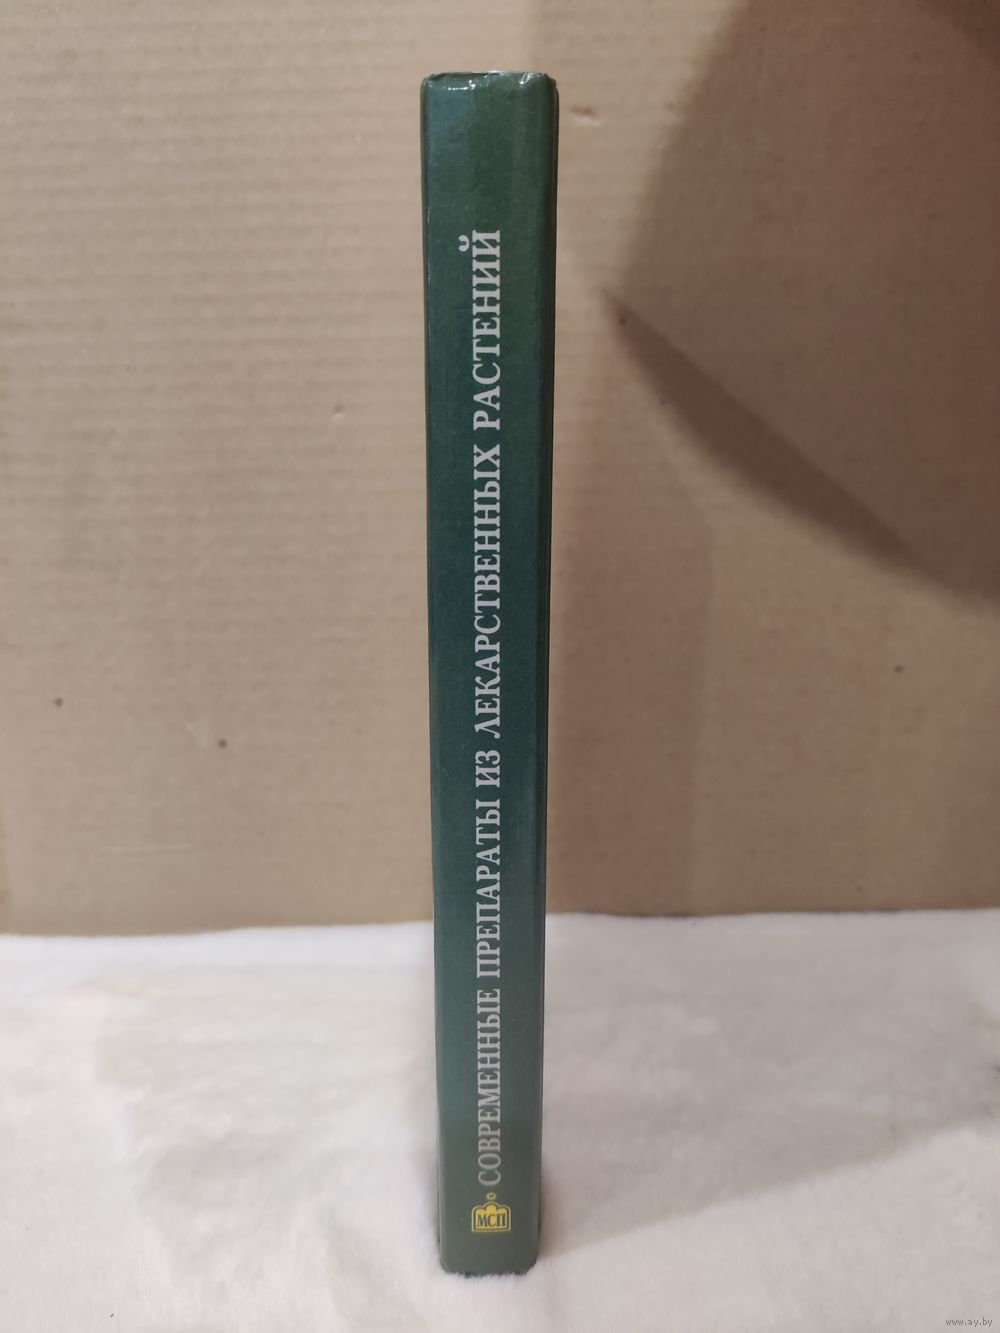 СОВРЕМЕННЫЕ ПРЕПАРАТЫ ИЗ ЛЕКАРСТВЕННЫХ РАСТЕНИЙ
МСП
www.ay.by